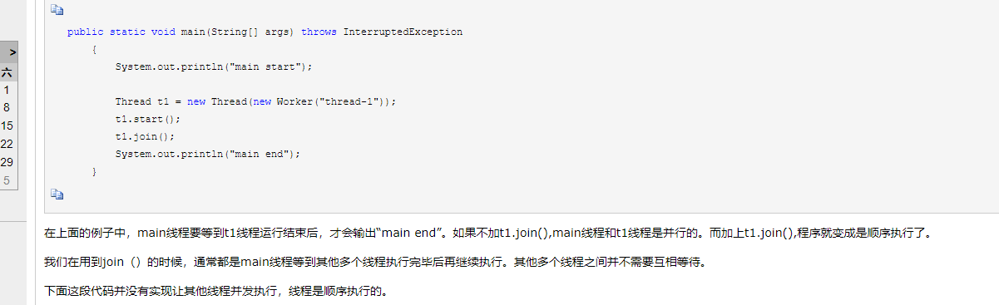 public static void main(String[] args) throws InterruptedException
{
System.out.println("main start");
>
六
Thread t1 = new Thread(new Worker("thread-1"));
1
t1.start();
8
15
t1.join();
22
System.out.println("main end");
29
}
5
在上面的例子中，main线程要等到t1线程运行结束后，才会输出“main end”。如果不加t1.join(),main线程和t1线程是并行的。而加上t1.join(),程序就变成是顺序执行了。
我们在用到join（）的时候，通常都是main线程等到其他多个线程执行完毕后再继续执行。其他多个线程之间并不需要互相等待。
下面这段代码并没有实现让其他线程并发执行，线程是顺序执行的。